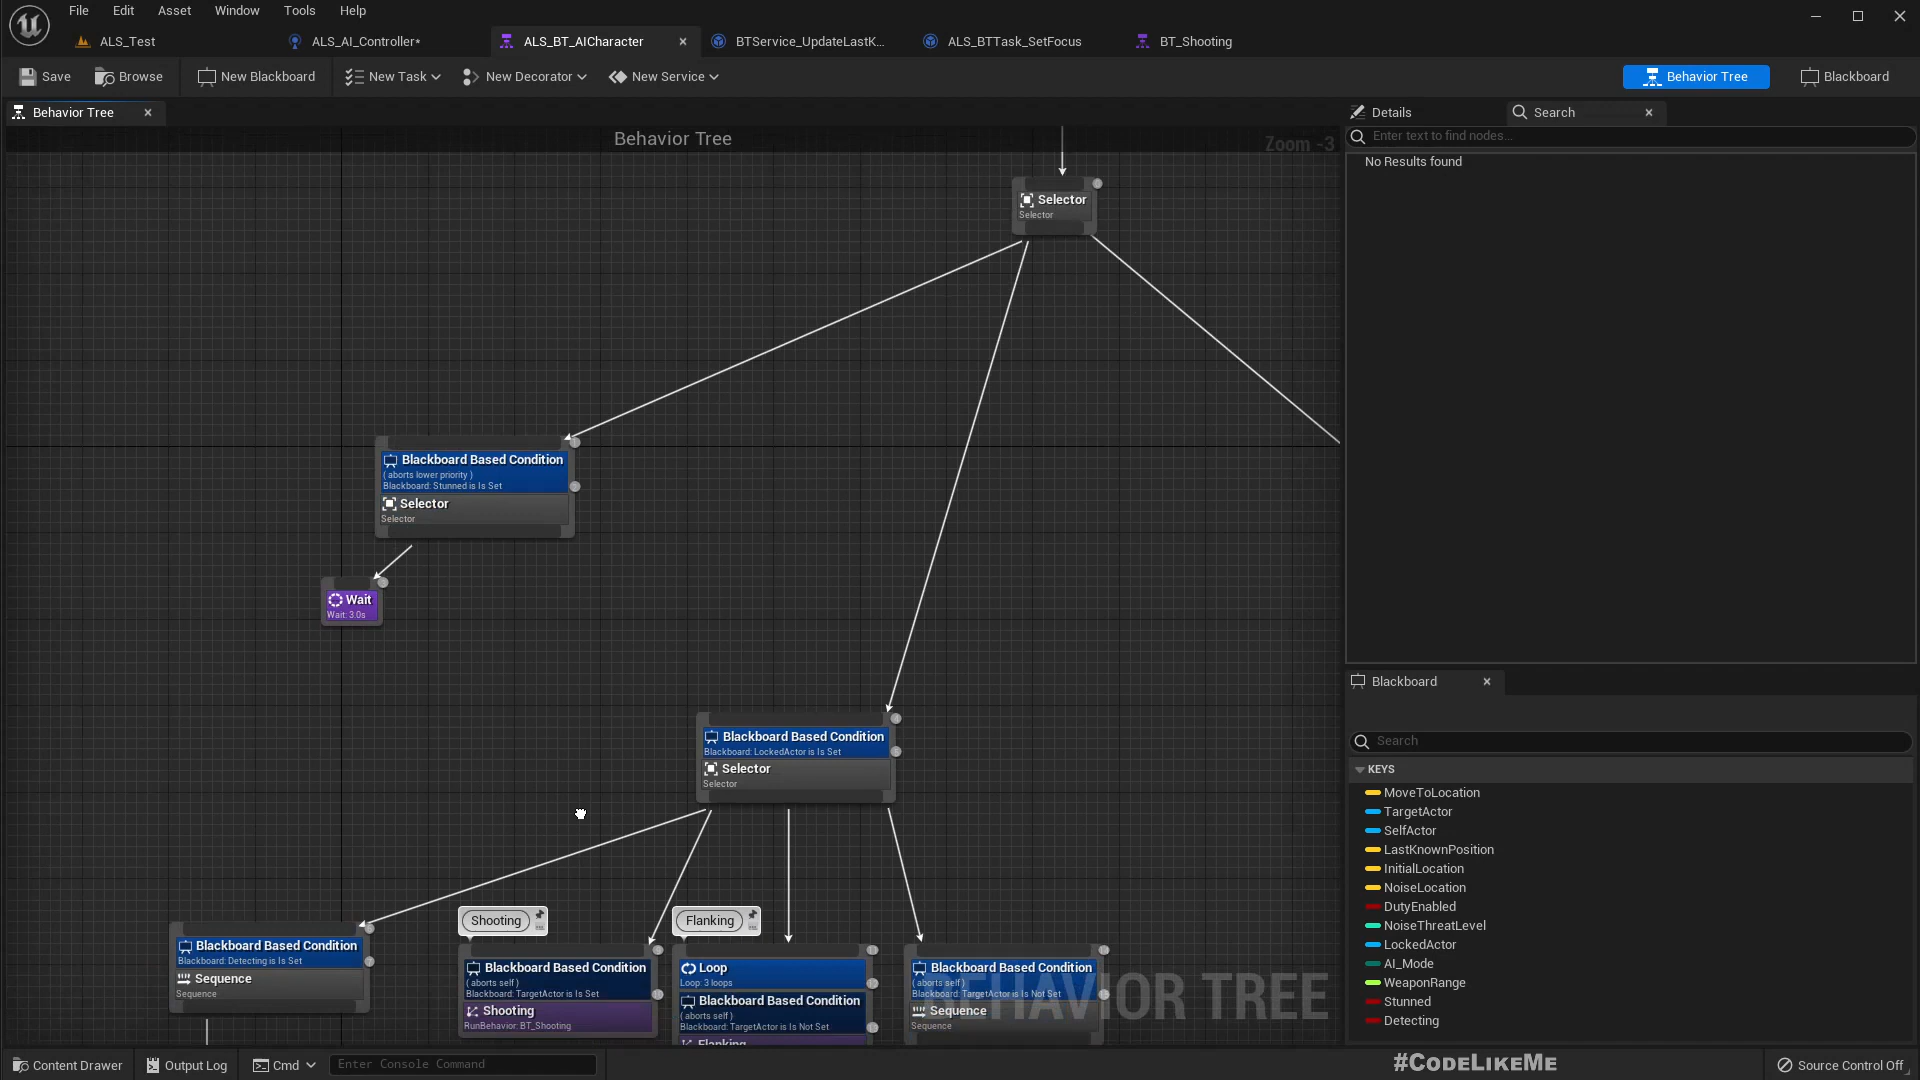 File Edit Asset Window Tools Help
ALS_Test ALS_AI_Controller* ALS_BT_AICharacter BTService_UpdateLastK... ALS_BTTask_SetFocus BT_Shooting
Save Browse New Blackboard New Task New Decorator New Service Behavior Tree Blackboard
Behavior Tree
Behavior Tree
Zoom -3
Details
Search
Enter text to find nodes...
No Results found
Selector
Selector
Blackboard Based Condition
( aborts lower priority )
Blackboard: Stunned is Is Set
Selector
Selector
Wait
Wait: 3.0s
Blackboard Based Condition
Blackboard: LockedActor is Is Set
Selector
Selector
Shooting
Flanking
Blackboard Based Condition
Blackboard: Detecting is Is Set
Sequence
Sequence
Blackboard Based Condition
( aborts self )
Blackboard: TargetActor is Is Set
Shooting
RunBehavior: BT_Shooting
Loop
Loop: 3 loops
Blackboard Based Condition
( aborts self )
Blackboard: TargetActor is Is Not Set
Flanking
Blackboard Based Condition
( aborts self )
Blackboard: TargetActor is Is Not Set
Sequence
Sequence
BEHAVIOR TREE
Blackboard
Search
KEYS
MoveToLocation
TargetActor
SelfActor
LastKnownPosition
InitialLocation
NoiseLocation
DutyEnabled
NoiseThreatLevel
LockedActor
AI_Mode
WeaponRange
Stunned
Detecting
Content Drawer Output Log Cmd Enter Console Command
#CodeLikeMe
Source Control Off